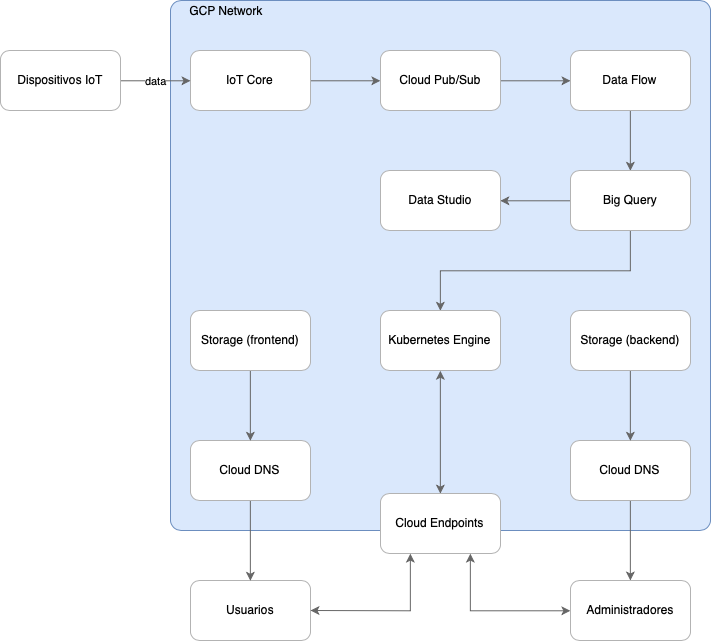 GCP Network
Dispositivos IoT
data
IoT Core
Cloud Pub/Sub
Data Flow
Data Studio
Big Query
Storage (frontend)
Kubernetes Engine
Storage (backend)
Cloud DNS
Cloud DNS
Cloud Endpoints
Usuarios
Administradores